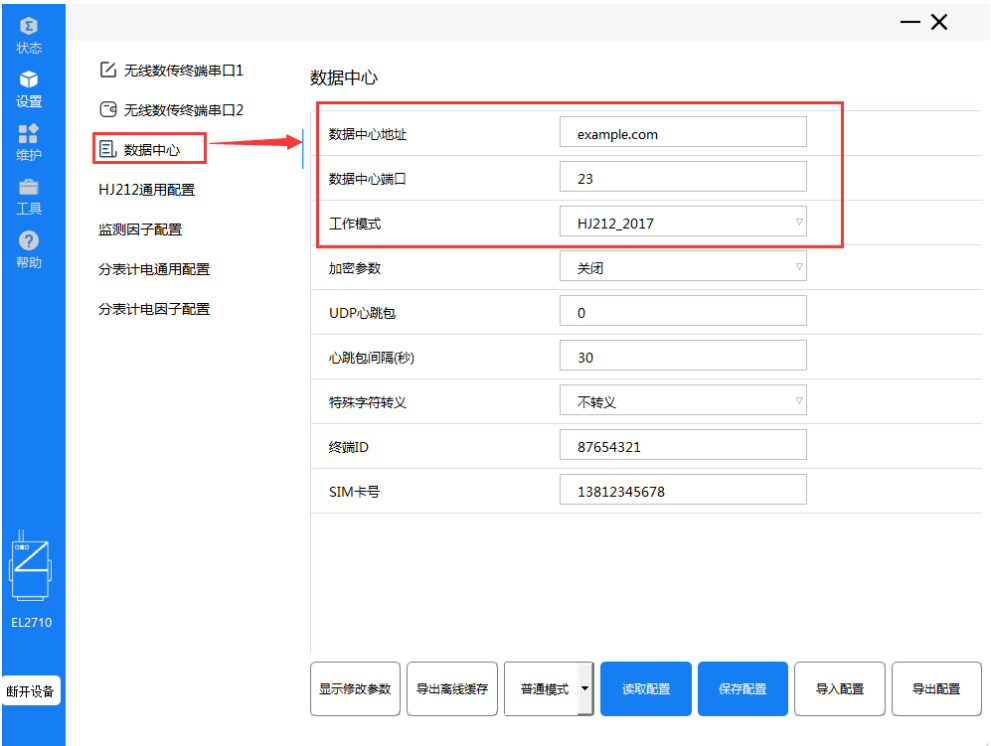 状态
设置
维护
工具
帮助
EL2710
断开设备
无线数传终端串口1
无线数传终端串口2
数据中心
HJ212通用配置
监测因子配置
分表计电通用配置
分表计电因子配置
数据中心
数据中心地址 example.com
数据中心端口 23
工作模式 HJ212_2017
加密参数 关闭
UDP心跳包 0
心跳包间隔(秒) 30
特殊字符转义 不转义
终端ID 87654321
SIM卡号 13812345678
显示修改参数 导出离线缓存 普通模式 读取配置 保存配置 导入配置 导出配置